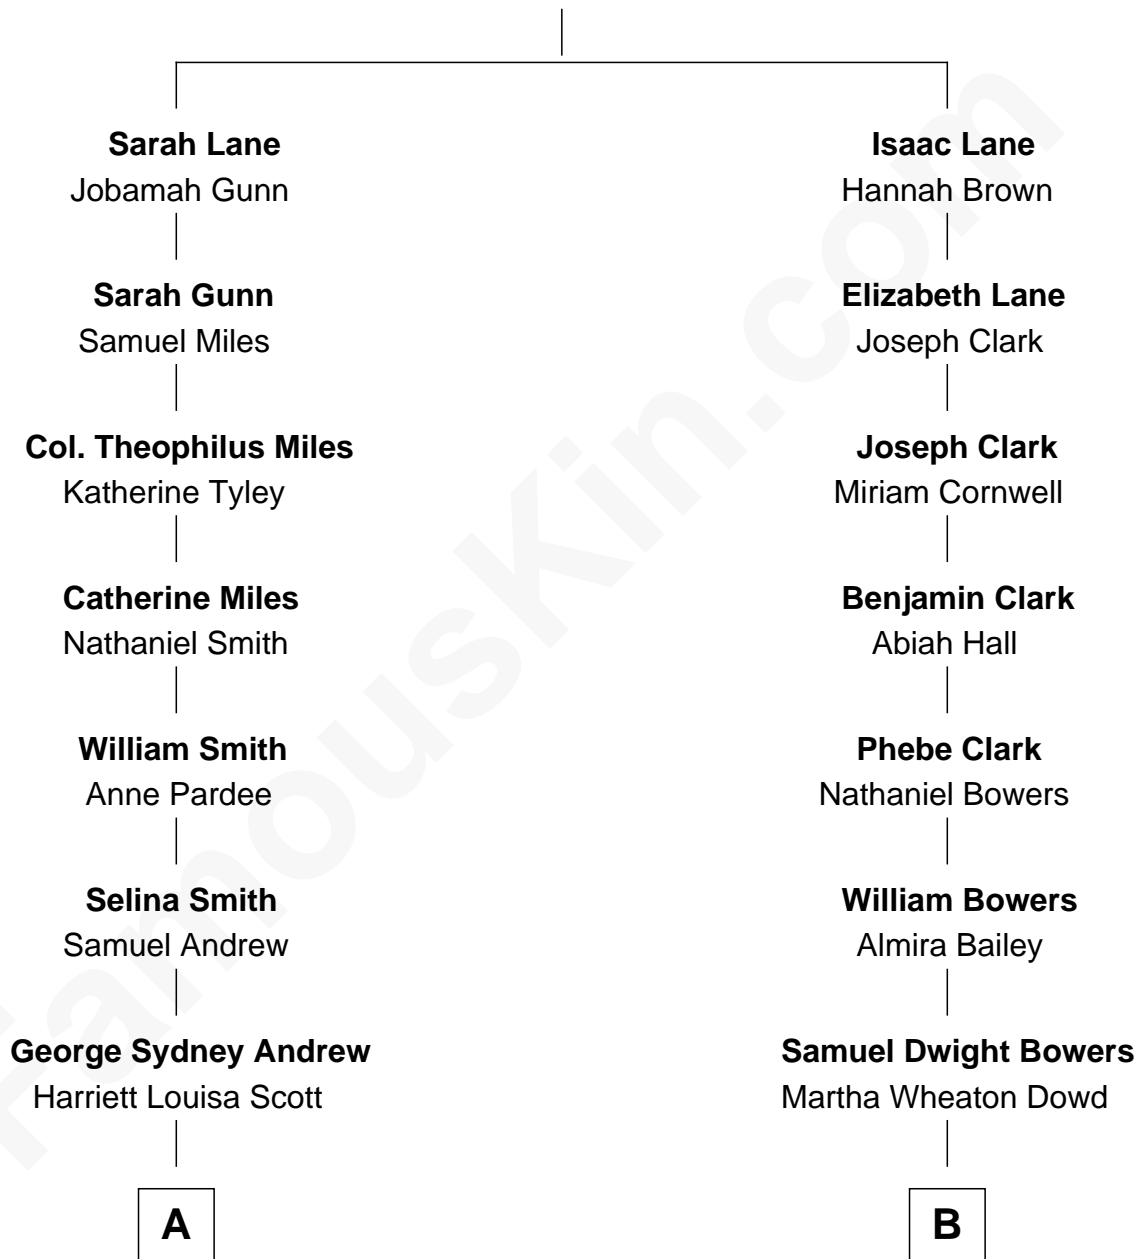 Sarah Lane
Jobamah Gunn
Sarah Gunn
Samuel Miles
Col. Theophilus Miles
Katherine Tyley
Catherine Miles
Nathaniel Smith
William Smith
Anne Pardee
Selina Smith
Samuel Andrew
George Sydney Andrew
Harriett Louisa Scott
A
Isaac Lane
Hannah Brown
Elizabeth Lane
Joseph Clark
Joseph Clark
Miriam Cornwell
Benjamin Clark
Abiah Hall
Phebe Clark
Nathaniel Bowers
William Bowers
Almira Bailey
Samuel Dwight Bowers
Martha Wheaton Dowd
B
FamousKin.com